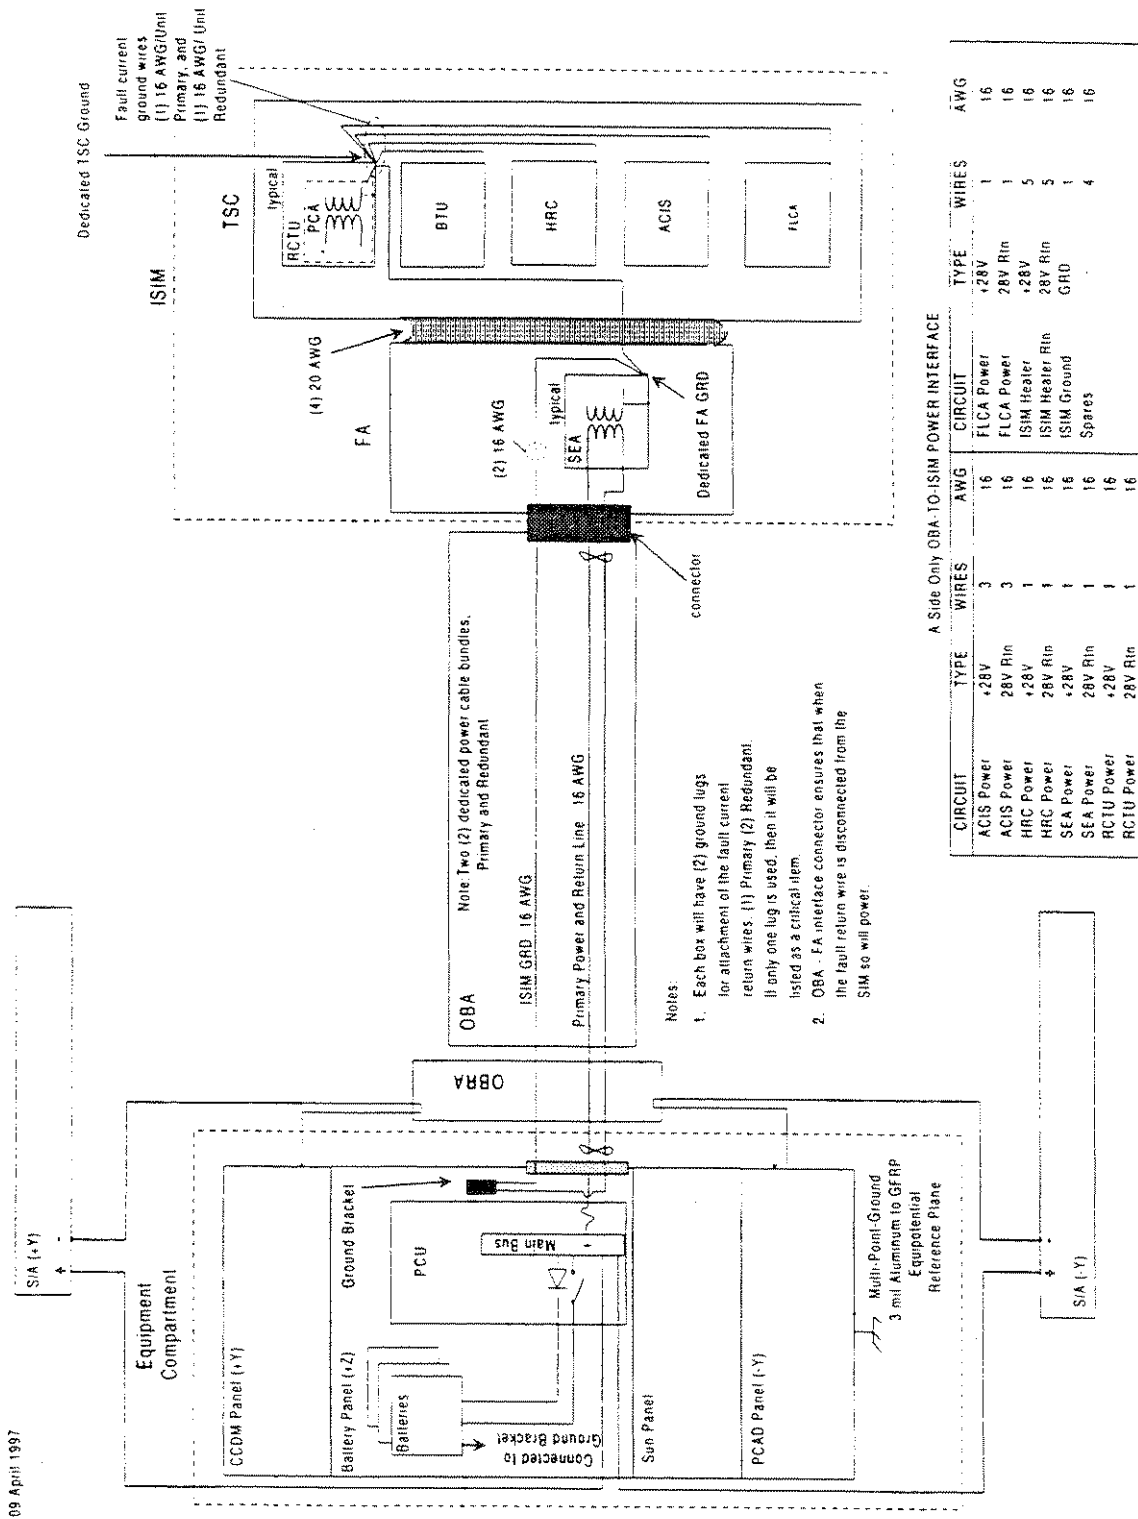 09 April 1997
S/A (+Y)
+
-
Equipment
Compartment
CCDM Panel (+Y)
Battery Panel (+Z)
Batteries
Connected to
Ground Bracket
Ground Bracket
PCU
Main Bus
Sun Panel
PCAD Panel (-Y)
Multi-Point-Ground
3 mil Aluminum to GFRP
Equipotential
Reference Plane
S/A (-Y)
+
-
OBRA
OBA
Note: Two (2) dedicated power cable bundles,
Primary and Redundant
ISIM GRD 16 AWG
Primary Power and Return Line 16 AWG
connector
Notes:
1. Each box will have (2) ground lugs
for attachment of the fault current
return wires. (1) Primary (2) Redundant.
If only one lug is used, then it will be
listed as a critical item.
2. OBA - FA interface connector ensures that when
the fault return wire is disconnected from the
SIM so will power.
ISIM
FA
(4) 20 AWG
(2) 16 AWG
typical
SEA
Dedicated FA GRD
TSC
Dedicated TSC Ground
Fault current
ground wires
(1) 16 AWG/Unit
Primary, and
(1) 16 AWG/Unit
Redundant
typical
RCTU
PCA
BTU
HRC
ACIS
FLCA
A Side Only OBA-TO-ISIM POWER INTERFACE
CIRCUIT TYPE WIRES AWG CIRCUIT TYPE WIRES AWG
ACIS Power +28V 3 16 FLCA Power +28V 1 16
ACIS Power 28V Rtn 3 16 FLCA Power 28V Rtn 1 16
HRC Power +28V 1 16 ISIM Heater +28V 5 16
HRC Power 28V Rtn 1 16 ISIM Heater Rtn 28V Rtn 5 16
SEA Power +28V 1 16 ISIM Ground GRD 1 16
SEA Power 28V Rtn 1 16 Spares 4 16
RCTU Power +28V 1 16
RCTU Power 28V Rtn 1 16